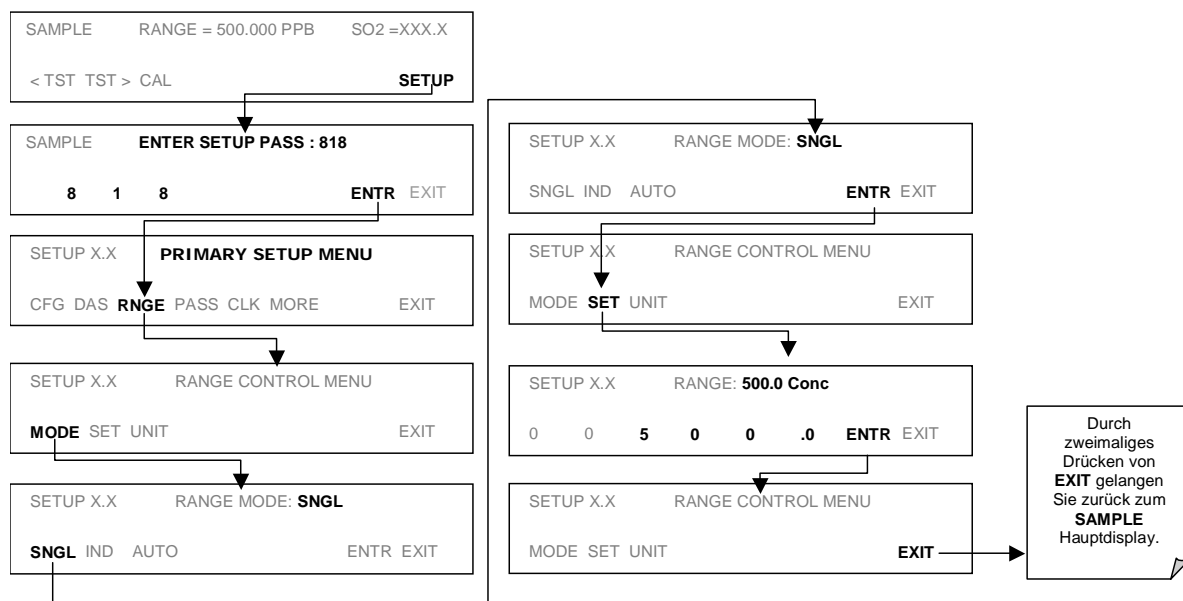 SAMPLE RANGE = 500.000 PPB SO2 =XXX.X
< TST TST > CAL SETUP
SAMPLE ENTER SETUP PASS : 818
8 1 8 ENTR EXIT
SETUP X.X PRIMARY SETUP MENU
CFG DAS RNGE PASS CLK MORE EXIT
SETUP X.X RANGE CONTROL MENU
MODE SET UNIT EXIT
SETUP X.X RANGE MODE: SNGL
SNGL IND AUTO ENTR EXIT
SETUP X.X RANGE MODE: SNGL
SNGL IND AUTO ENTR EXIT
SETUP X.X RANGE CONTROL MENU
MODE SET UNIT EXIT
SETUP X.X RANGE: 500.0 Conc
0 0 5 0 0 .0 ENTR EXIT
SETUP X.X RANGE CONTROL MENU
MODE SET UNIT EXIT
Durch
zweimaliges
Drücken von
EXIT gelangen
Sie zurück zum
SAMPLE
Hauptdisplay.